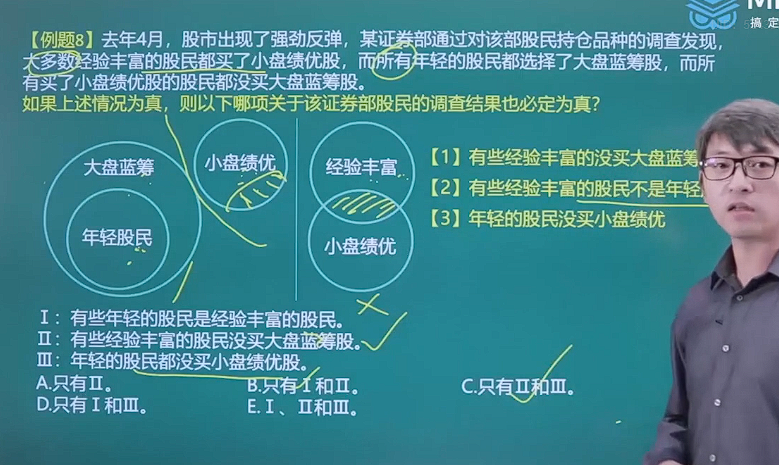 搞定
【例题8】去年4月，股市出现了强劲反弹，某证券部通过对该部股民持仓品种的调查发现，
大多数经验丰富的股民都买了小盘绩优股，而所有年轻的股民都选择了大盘蓝筹股，而所
有买了小盘绩优股的股民都没买大盘蓝筹股。
如果上述情况为真，则以下哪项关于该证券部股民的调查结果也必定为真？
大盘蓝筹
小盘绩优
经验丰富
【1】有些经验丰富的没买大盘蓝筹
【2】有些经验丰富的股民不是年轻
【3】年轻的股民没买小盘绩优
年轻股民
小盘绩优
Ⅰ：有些年轻的股民是经验丰富的股民。
Ⅱ：有些经验丰富的股民没买大盘蓝筹股。
Ⅲ：年轻的股民都没买小盘绩优股。
A.只有Ⅱ。 B.只有Ⅰ和Ⅱ。 C.只有Ⅱ和Ⅲ。
D.只有Ⅰ和Ⅲ。 E.Ⅰ、Ⅱ和Ⅲ。